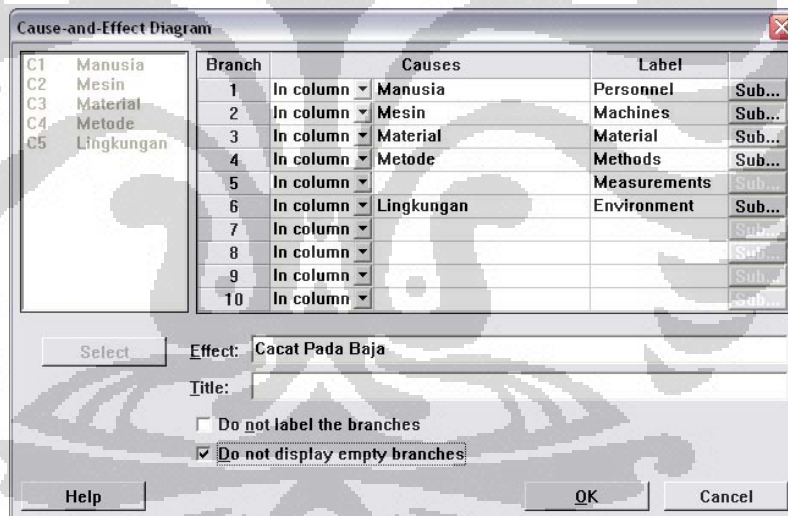 Cause-and-Effect Diagram
C1 Manusia
C2 Mesin
C3 Material
C4 Metode
C5 Lingkungan
Branch Causes Label
1 In column Manusia Personnel Sub...
2 In column Mesin Machines Sub...
3 In column Material Material Sub...
4 In column Metode Methods Sub...
5 In column Measurements Sub...
6 In column Lingkungan Environment Sub...
7 In column Sub...
8 In column Sub...
9 In column Sub...
10 In column Sub...
Select
Effect: Cacat Pada Baja
Title:
Do not label the branches
Do not display empty branches
Help OK Cancel